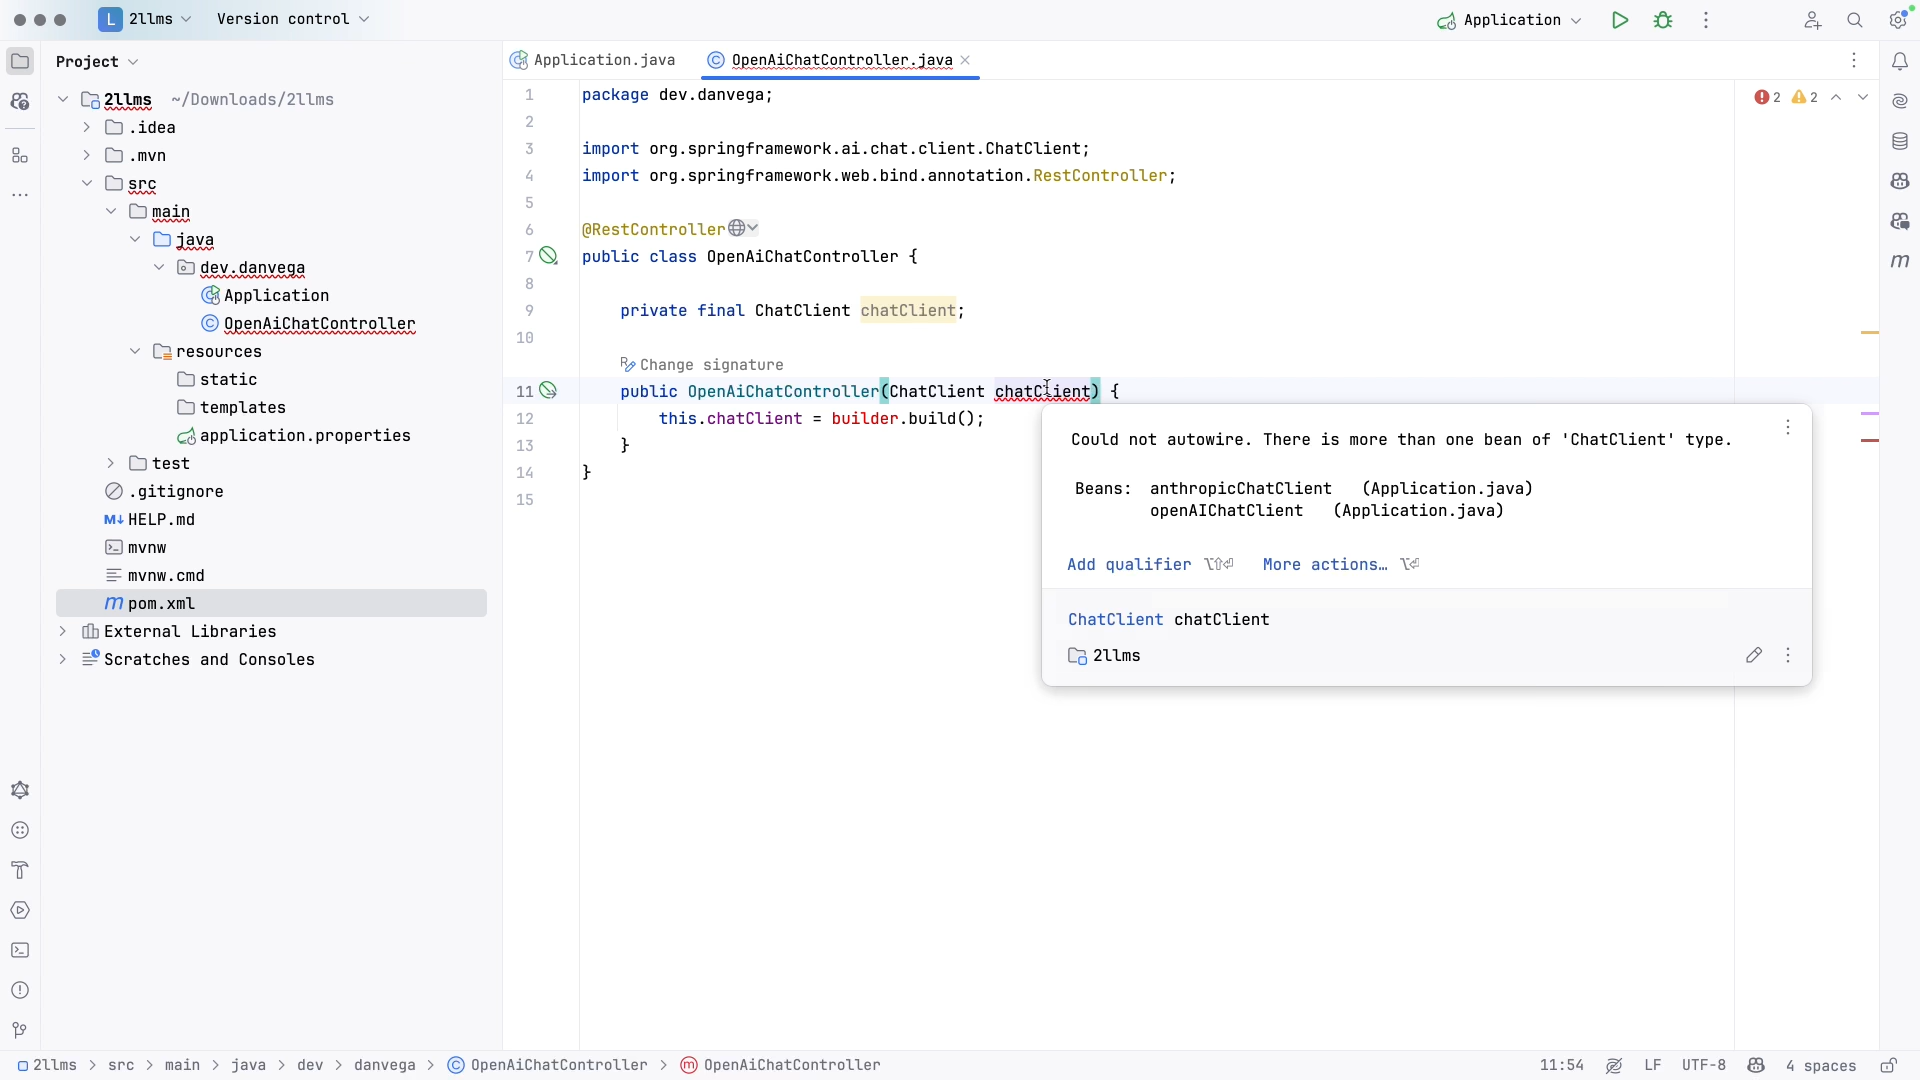 L 2llms Version control Application
Project
2llms ~/Downloads/2llms
.idea
.mvn
src
main
java
dev.danvega
Application
OpenAiChatController
resources
static
templates
application.properties
test
.gitignore
M↓ HELP.md
mvnw
mvnw.cmd
m pom.xml
External Libraries
Scratches and Consoles
Application.java
OpenAiChatController.java
2 2
1 package dev.danvega;
2
3 import org.springframework.ai.chat.client.ChatClient;
4 import org.springframework.web.bind.annotation.RestController;
5
6 @RestController
7 public class OpenAiChatController {
8
9 private final ChatClient chatClient;
10
Change signature
11 public OpenAiChatController(ChatClient chatClient) {
12 this.chatClient = builder.build();
13 }
14 }
15
Could not autowire. There is more than one bean of 'ChatClient' type.
Beans: anthropicChatClient (Application.java)
openAIChatClient (Application.java)
Add qualifier ⌥⇧⏎ More actions… ⌥⏎
ChatClient chatClient
2llms
m
2llms > src > main > java > dev > danvega > OpenAiChatController > OpenAiChatController
11:54 LF UTF-8 4 spaces